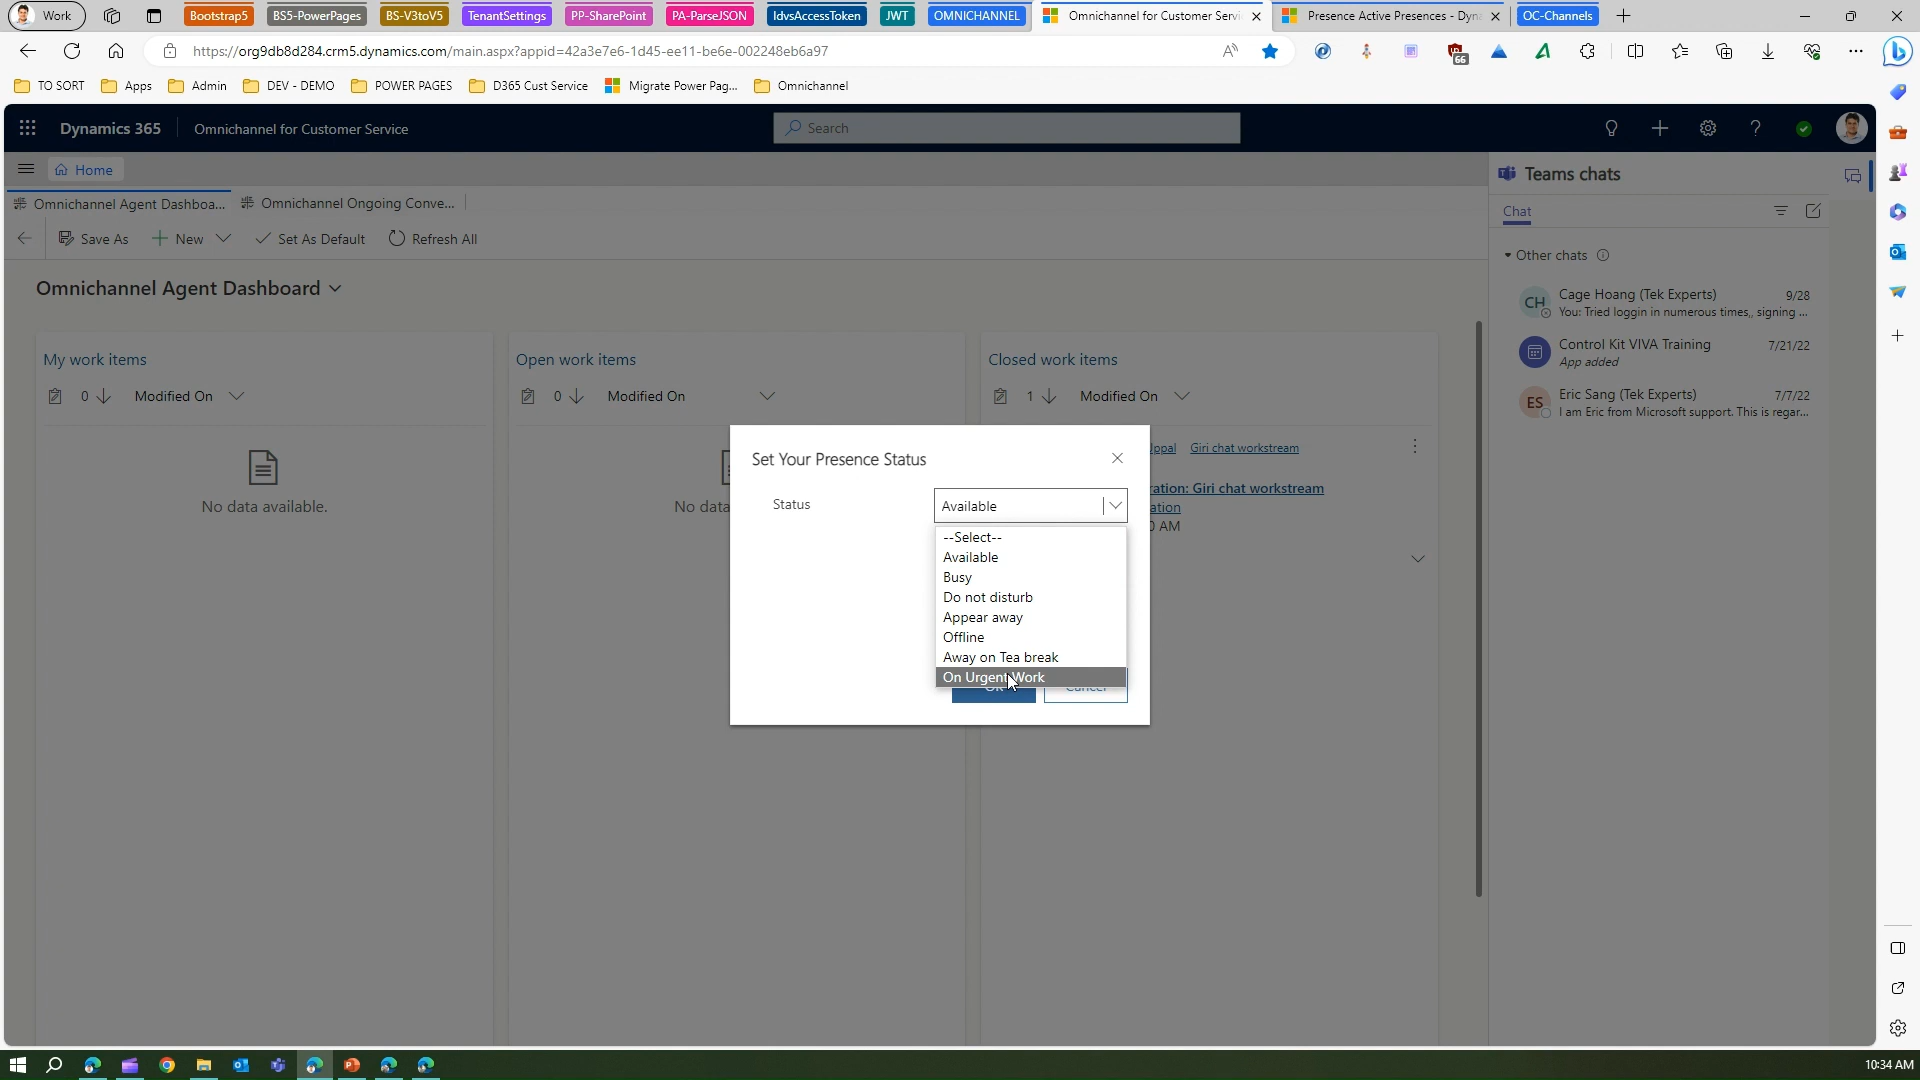 Work
Bootstrap5
BS5-PowerPages
BS-V3toV5
TenantSettings
PP-SharePoint
PA-ParseJSON
IdvsAccessToken
JWT
OMNICHANNEL
Omnichannel for Customer Servi
Presence Active Presences - Dyn
OC-Channels
https://org9db8d284.crm5.dynamics.com/main.aspx?appid=42a3e7e6-1d45-ee11-be6e-002248eb6a97
66
TO SORT
Apps
Admin
DEV - DEMO
POWER PAGES
D365 Cust Service
Migrate Power Pag...
Omnichannel
Dynamics 365
Omnichannel for Customer Service
Search
Home
Omnichannel Agent Dashboa...
Omnichannel Ongoing Conve...
Save As
New
Set As Default
Refresh All
Omnichannel Agent Dashboard
My work items
0
Modified On
No data available.
Open work items
0
Modified On
No data
Closed work items
1
Modified On
Giri chat workstream
ration: Giri chat workstream
ation
0 AM
Set Your Presence Status
Status
Available
--Select--
Available
Busy
Do not disturb
Appear away
Offline
Away on Tea break
On Urgent Work
OK
Cancel
Teams chats
Chat
Other chats
CH
Cage Hoang (Tek Experts)
9/28
You: Tried loggin in numerous times,, signing ...
Control Kit VIVA Training
7/21/22
App added
ES
Eric Sang (Tek Experts)
7/7/22
I am Eric from Microsoft support. This is regar...
10:34 AM